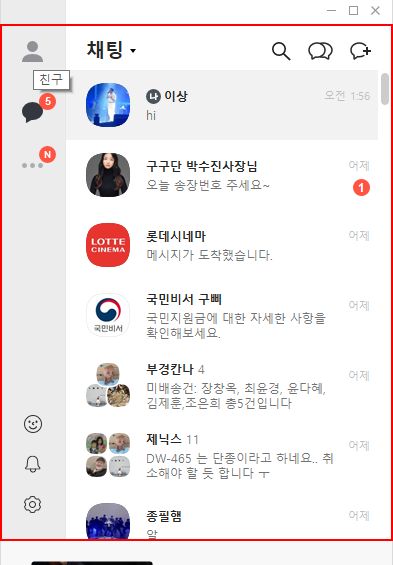 채팅
친구
5
N
나 이상
오전 1:56
hi
구구단 박수진사장님
어제
오늘 송장번호 주세요~
1
LOTTE
CINEMA
롯데시네마
어제
메시지가 도착했습니다.
국민비서
국민비서 구삐
어제
국민지원금에 대한 자세한 사항을
확인해보세요.
부경칸나 4
어제
미배송건: 장창옥, 최윤경, 윤다혜,
김제훈,조은희 총5건입니다
제닉스 11
어제
DW-465 는 단종이라고 하네요.. 취
소해야 할 듯 합니다 ㅜ
종필햄
어제